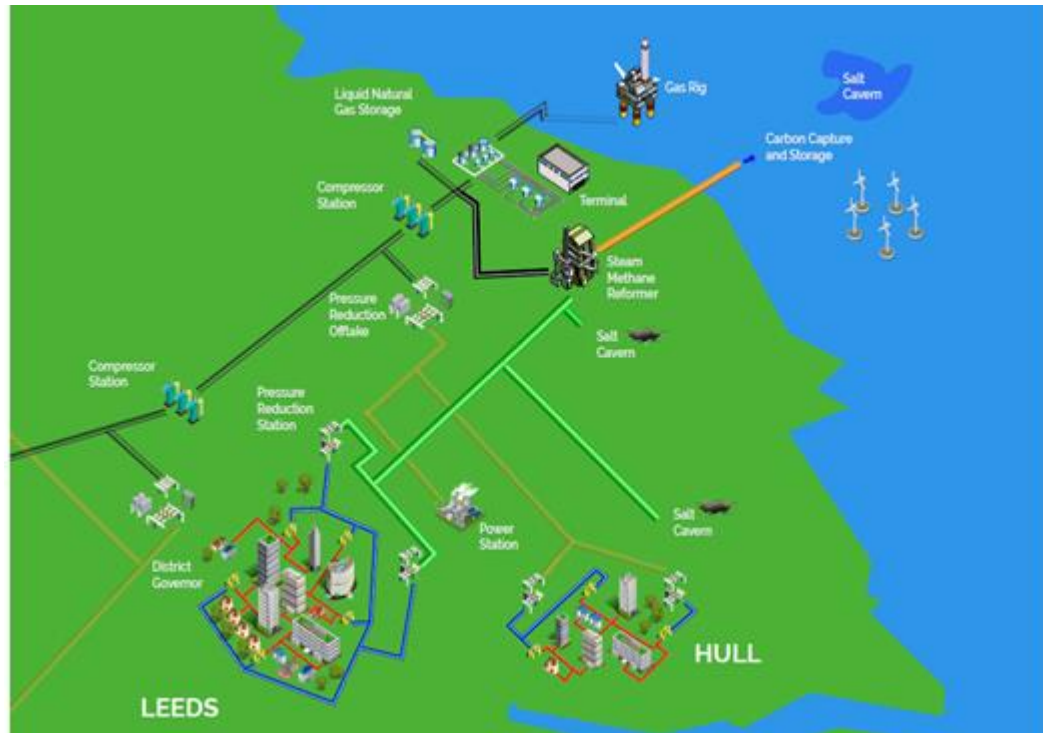 Liquid Natural
Gas Storage
Gas Rig
Salt
Cavern
Carbon Capture
and Storage
Compressor
Station
Terminal
Steam
Methane
Reformer
Pressure
Reduction
Offtake
Salt
Cavern
Compressor
Station
Pressure
Reduction
Station
Power
Station
Salt
Cavern
District
Governor
HULL
LEEDS